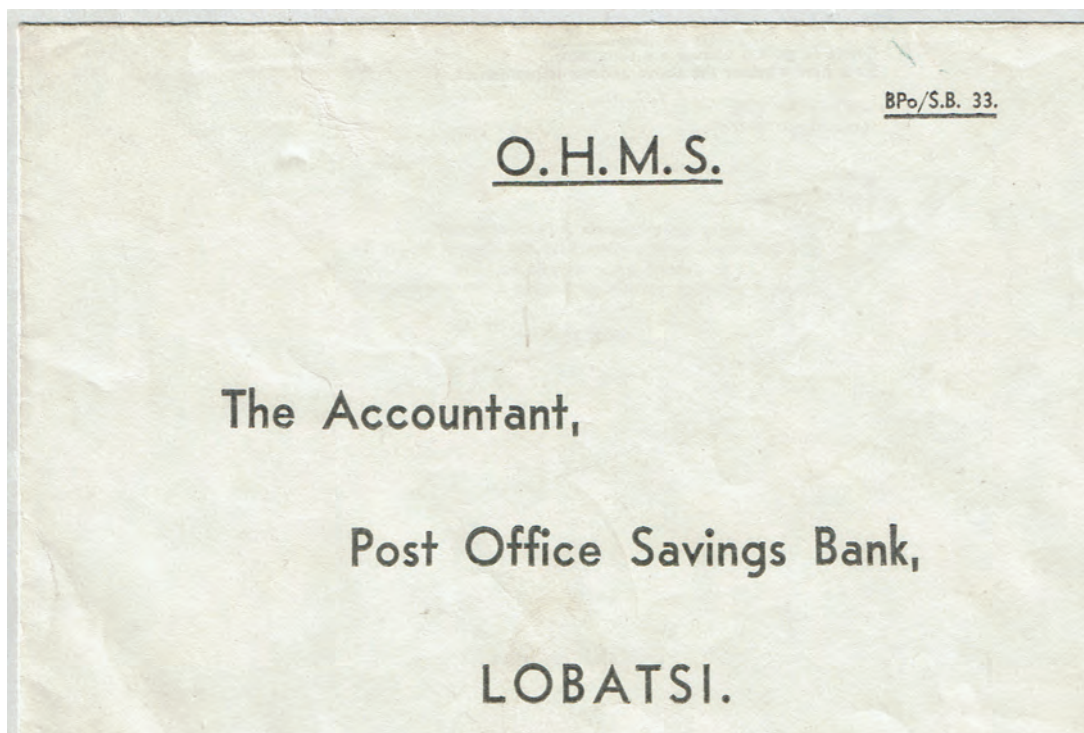 BPo/S.B. 33.
O.H.M.S.
The Accountant,
Post Office Savings Bank,
LOBATSI.